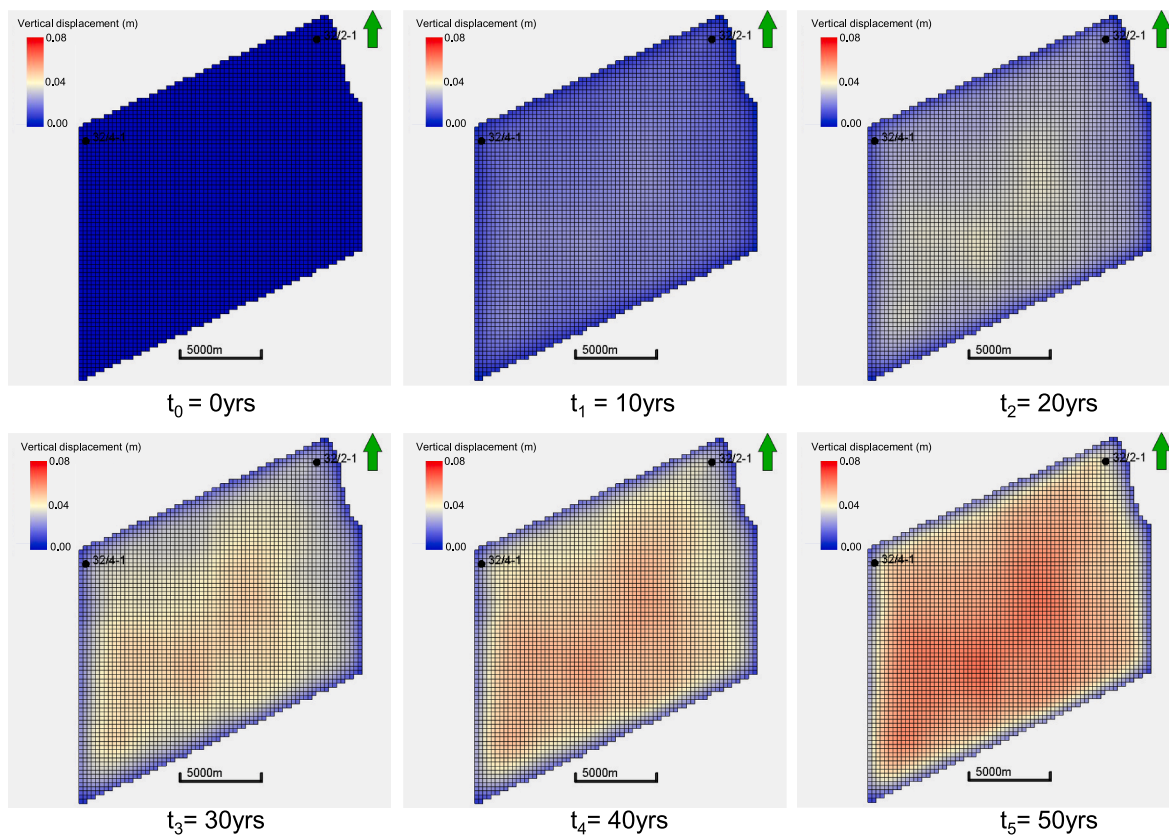 Vertical displacement (m)
0.08
0.04
0.00
32/2-1
32/4-1
5000m
t₀ = 0yrs
Vertical displacement (m)
0.08
0.04
0.00
32/2-1
32/4-1
5000m
t₁ = 10yrs
Vertical displacement (m)
0.08
0.04
0.00
32/2-1
32/4-1
5000m
t₂ = 20yrs
Vertical displacement (m)
0.08
0.04
0.00
32/2-1
32/4-1
5000m
t₃ = 30yrs
Vertical displacement (m)
0.08
0.04
0.00
32/2-1
32/4-1
5000m
t₄ = 40yrs
Vertical displacement (m)
0.08
0.04
0.00
32/2-1
32/4-1
5000m
t₅ = 50yrs